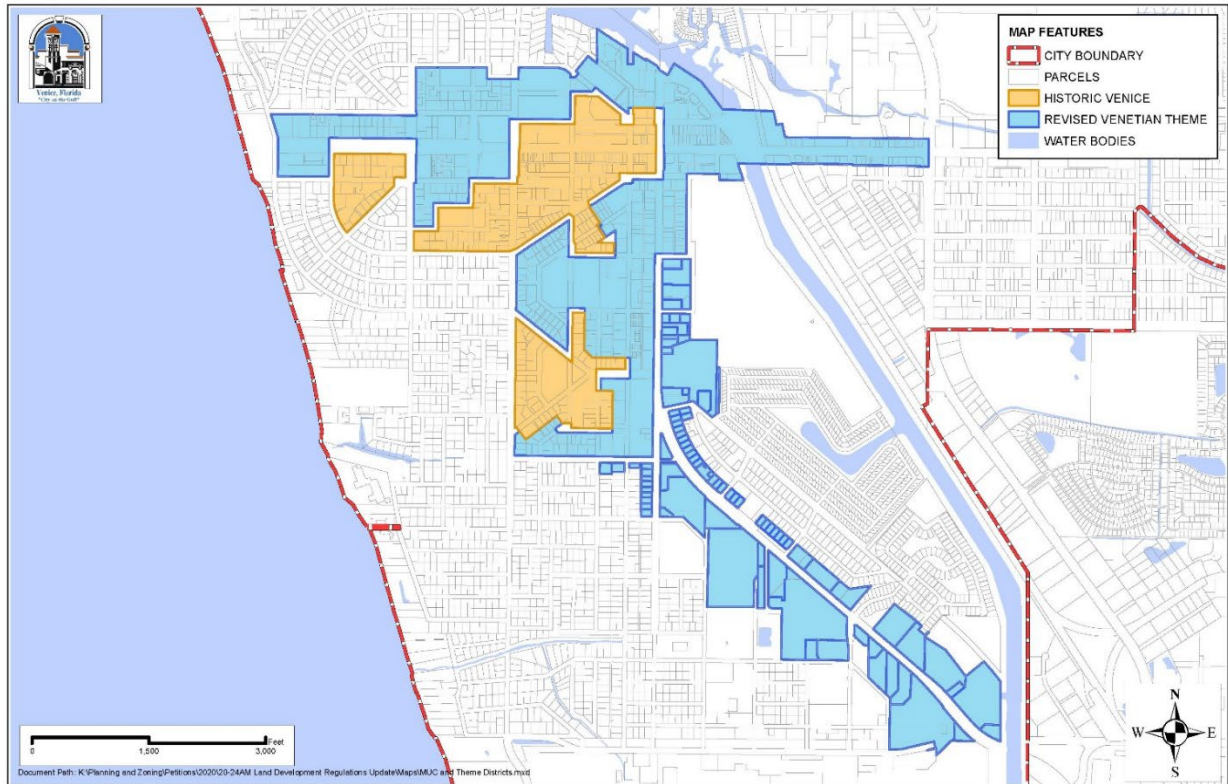 Venice, Florida
"City on the Gulf"
MAP FEATURES
CITY BOUNDARY
PARCELS
HISTORIC VENICE
REVISED VENETIAN THEME
WATER BODIES
N
W
E
S
Feet
0
1,500
3,000
Document Path: K:\Planning and Zoning\Petitions\2020\20-24AM Land Development Regulations Update\Maps\MUC and Theme Districts.mxd